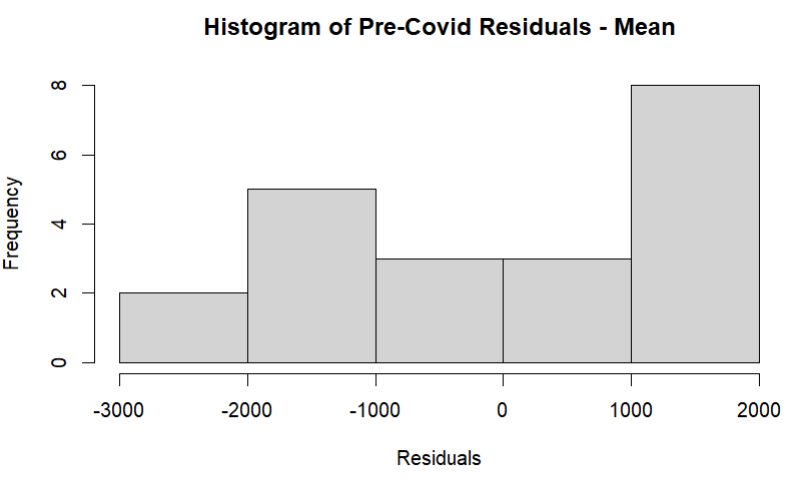 Histogram of Pre-Covid Residuals - Mean
Frequency
8
6
4
2
0
-3000 -2000 -1000 0 1000 2000
Residuals